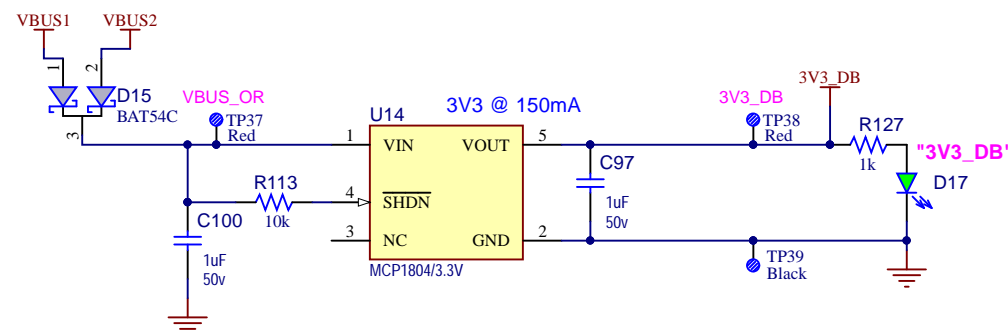 VBUS1
VBUS2
1
2
D15
BAT54C
3
VBUS_OR
TP37
Red
3V3 @ 150mA
U14
1
VIN
VOUT
5
4
SHDN
3
NC
GND
2
MCP1804/3.3V
R113
10k
C100
1uF
50v
C97
1uF
50v
3V3_DB
TP38
Red
3V3_DB
R127
1k
"3V3_DB"
D17
TP39
Black